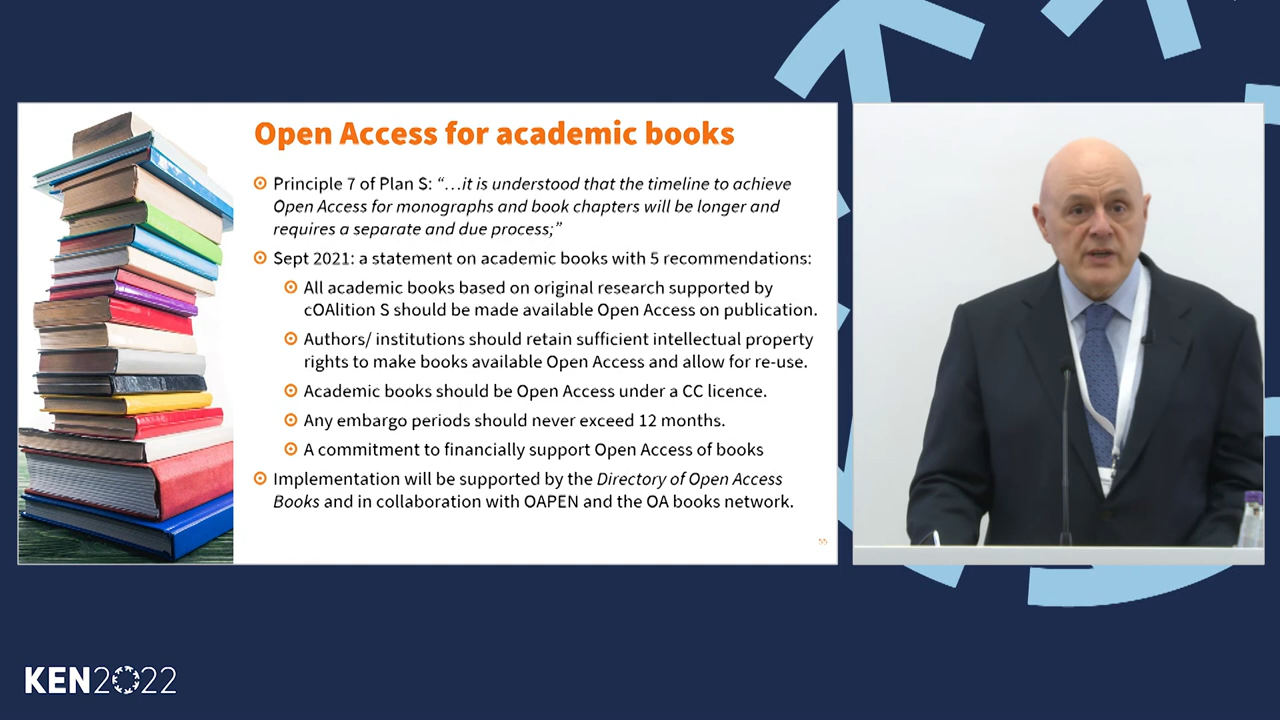 Open Access for academic books
Principle 7 of Plan S: “…it is understood that the timeline to achieve
Open Access for monographs and book chapters will be longer and
requires a separate and due process;”
Sept 2021: a statement on academic books with 5 recommendations:
All academic books based on original research supported by
cOAlition S should be made available Open Access on publication.
Authors/ institutions should retain sufficient intellectual property
rights to make books available Open Access and allow for re-use.
Academic books should be Open Access under a CC licence.
Any embargo periods should never exceed 12 months.
A commitment to financially support Open Access of books
Implementation will be supported by the Directory of Open Access
Books and in collaboration with OAPEN and the OA books network.
55
KEN2022